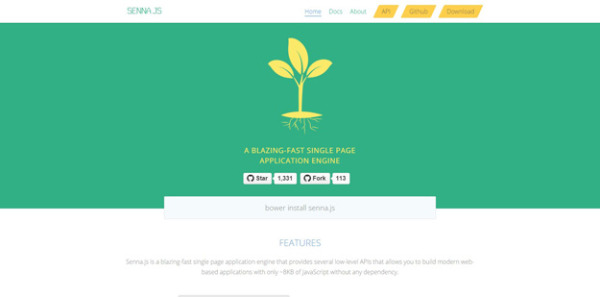 SENNA.JS
Home Docs About API Github Download
A BLAZING-FAST SINGLE PAGE
APPLICATION ENGINE
Star 1,331 Fork 113
bower install senna.js
FEATURES
Senna.js is a blazing fast single page application engine that provides several low-level APIs that allows you to build modern web-
based applications with only ~8KB of JavaScript without any dependency.